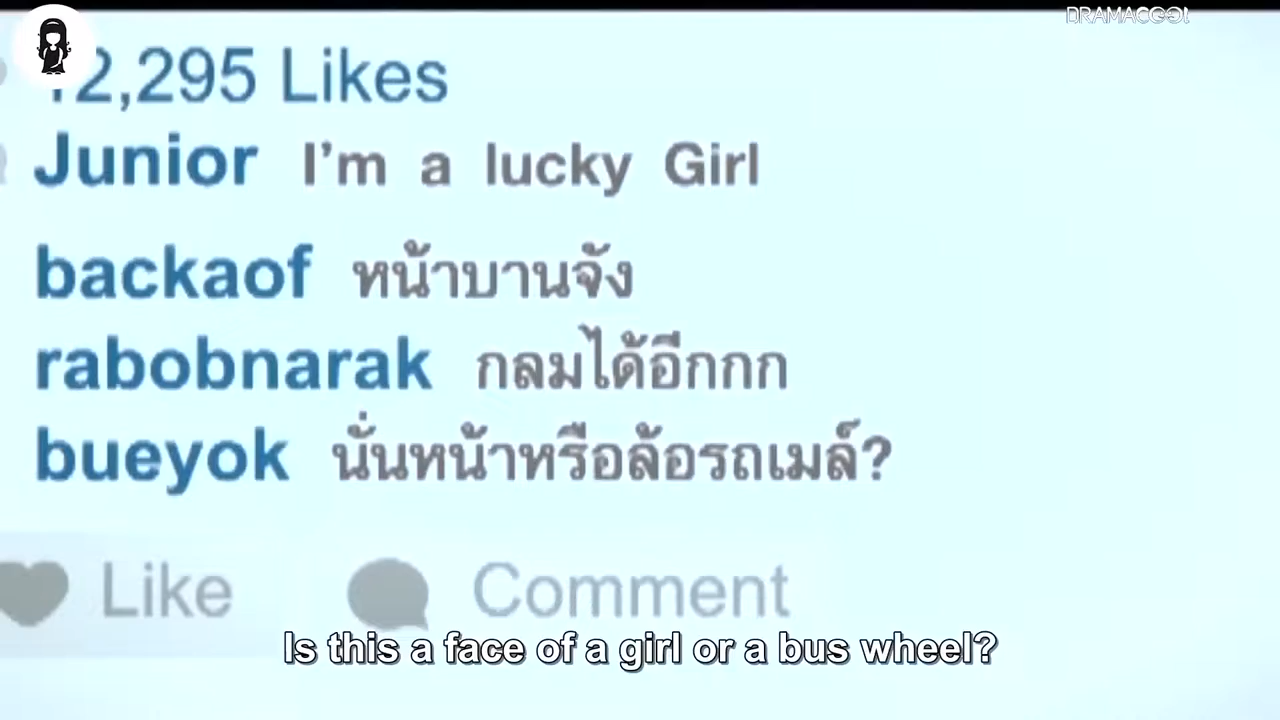 DRAMACOOL
12,295 Likes
Junior I'm a lucky Girl
backaof หน้าบานจัง
rabobnarak กลมได้อีกกก
bueyok นั่นหน้าหรือล้อรถเมล์?
Like Comment
Is this a face of a girl or a bus wheel?